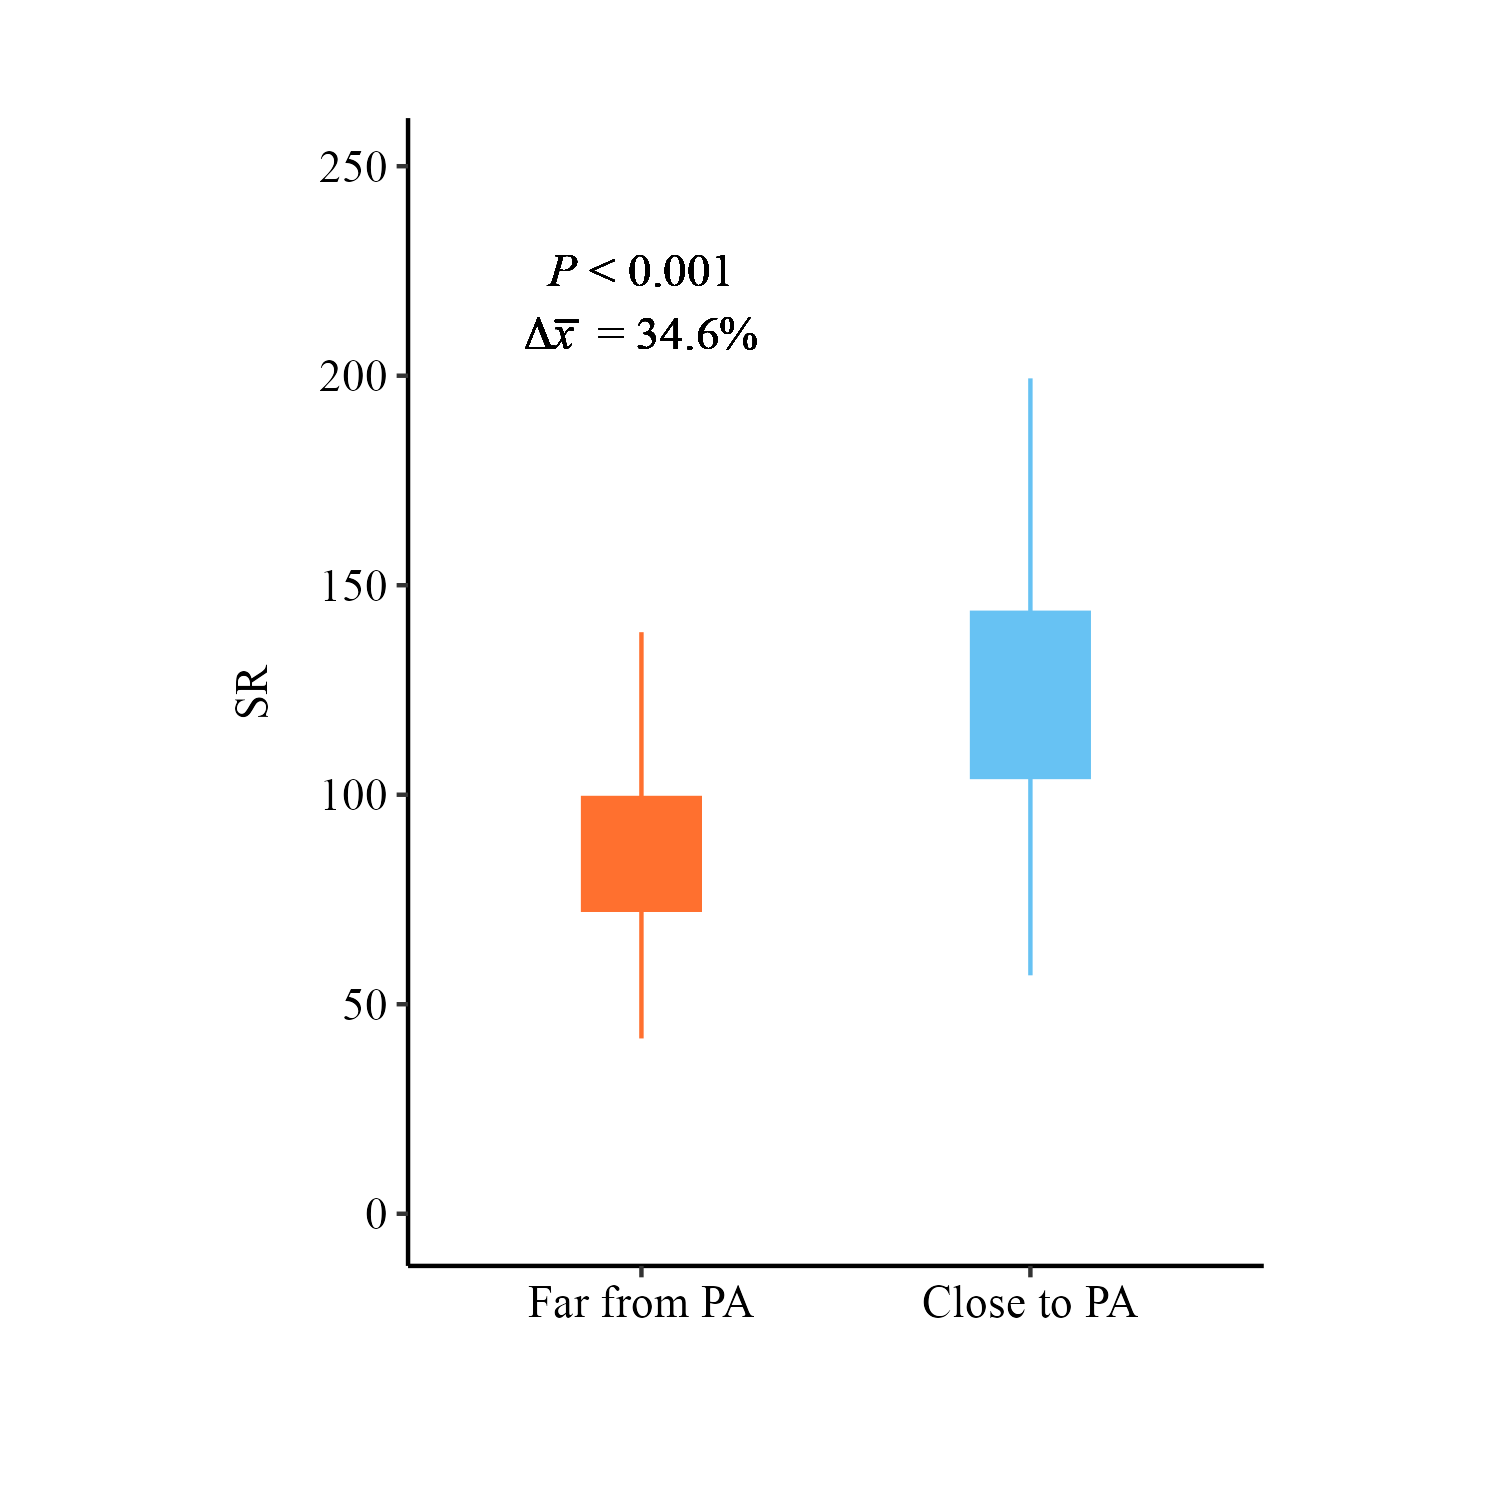 250
P < 0.001
Δx̅ = 34.6%
200
150
SR
100
50
0
Far from PA
Close to PA